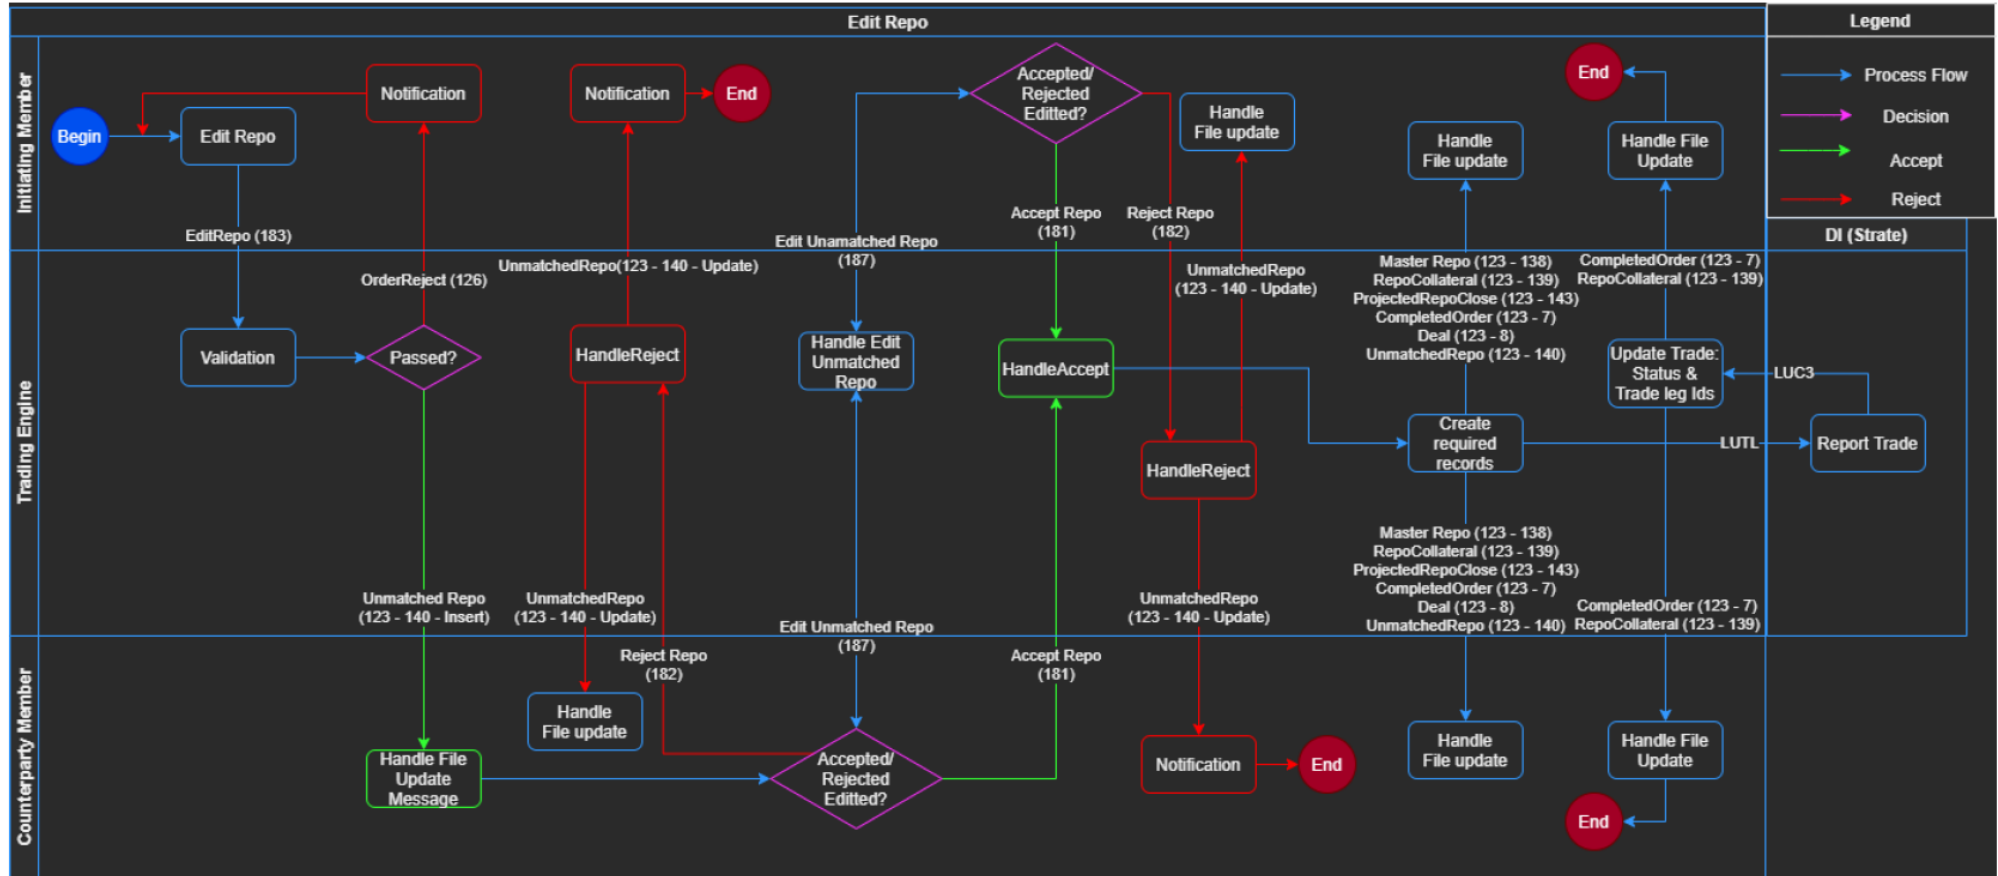 Edit Repo
Legend
Process Flow
Decision
Accept
Reject
DI (Strate)
Initiating Member
Begin
Edit Repo
Notification
Notification
End
Accepted/
Rejected
Editted?
Handle
File update
Handle
File update
End
Handle File
Update
EditRepo (183)
OrderReject (126)
UnmatchedRepo(123 - 140 - Update)
Edit Unamatched Repo
(187)
Accept Repo
(181)
Reject Repo
(182)
UnmatchedRepo
(123 - 140 - Update)
Master Repo (123 - 138)
RepoCollateral (123 - 139)
ProjectedRepoClose (123 - 143)
CompletedOrder (123 - 7)
Deal (123 - 8)
UnmatchedRepo (123 - 140)
CompletedOrder (123 - 7)
RepoCollateral (123 - 139)
Trading Engine
Validation
Passed?
HandleReject
Handle Edit
Unmatched
Repo
HandleAccept
HandleReject
Create
required
records
Update Trade:
Status &
Trade leg Ids
LUC3
LUTL
Report Trade
Unmatched Repo
(123 - 140 - Insert)
UnmatchedRepo
(123 - 140 - Update)
Reject Repo
(182)
Edit Unmatched Repo
(187)
Accept Repo
(181)
UnmatchedRepo
(123 - 140 - Update)
Master Repo (123 - 138)
RepoCollateral (123 - 139)
ProjectedRepoClose (123 - 143)
CompletedOrder (123 - 7)
Deal (123 - 8)
UnmatchedRepo (123 - 140)
CompletedOrder (123 - 7)
RepoCollateral (123 - 139)
Counterparty Member
Handle File
Update
Message
Handle
File update
Accepted/
Rejected
Editted?
Notification
End
Handle
File update
Handle File
Update
End